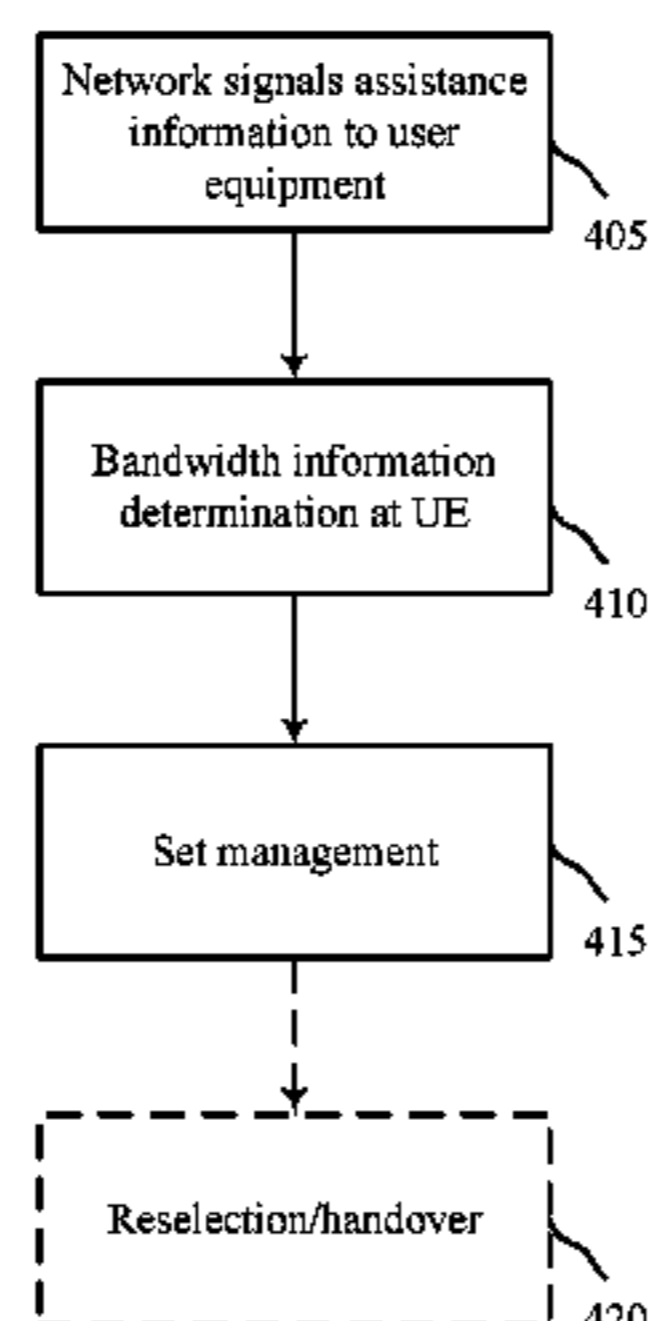 Network signals assistance
information to user
equipment
405
Bandwidth information
determination at UE
410
Set management
415
Reselection/handover
420